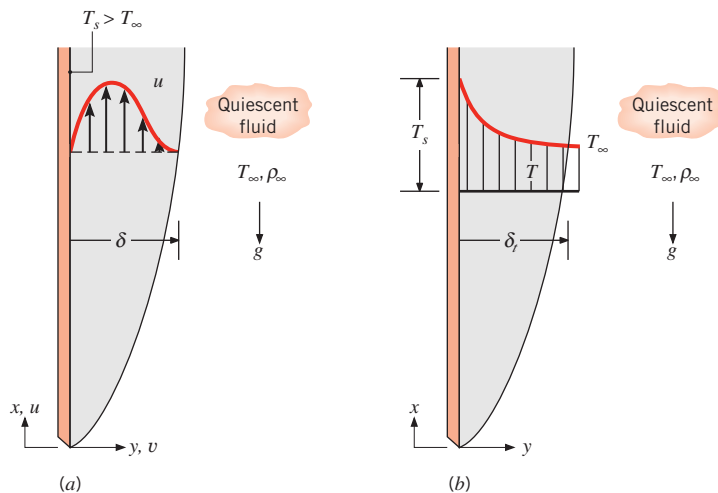 Tₛ > T∞
u
Quiescent
fluid
T∞, ρ∞
δ
g
x, u
y, v
(a)
Tₛ
T∞
T
Quiescent
fluid
T∞, ρ∞
δₜ
g
x
y
(b)